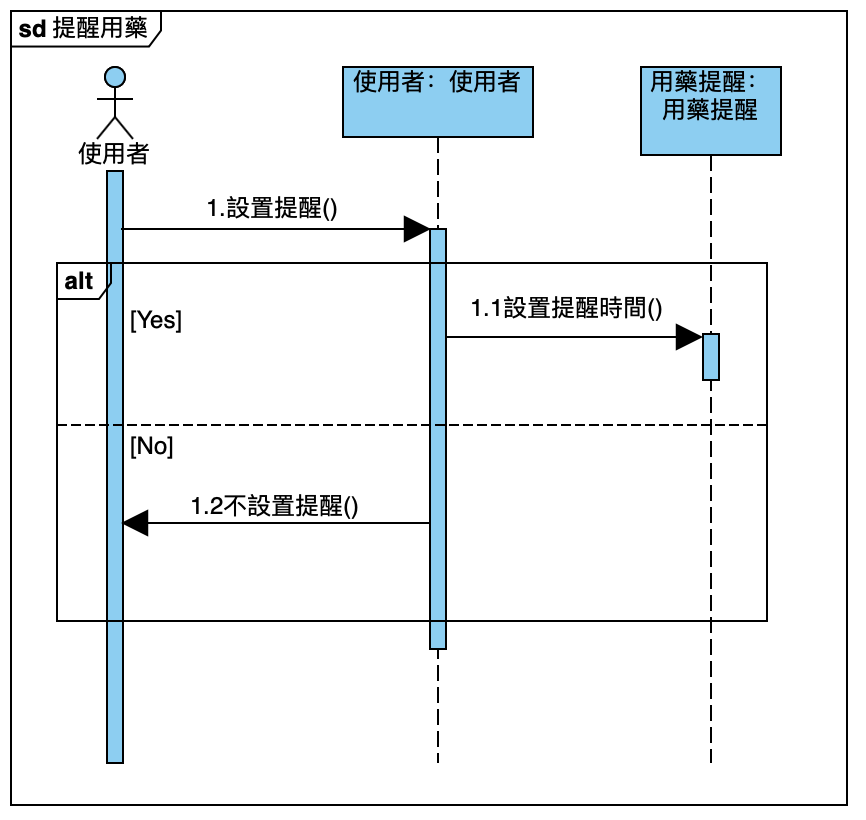 sd 提醒用藥
使用者
使用者：使用者
用藥提醒：
用藥提醒
1.設置提醒()
alt
[Yes]
1.1設置提醒時間()
[No]
1.2不設置提醒()